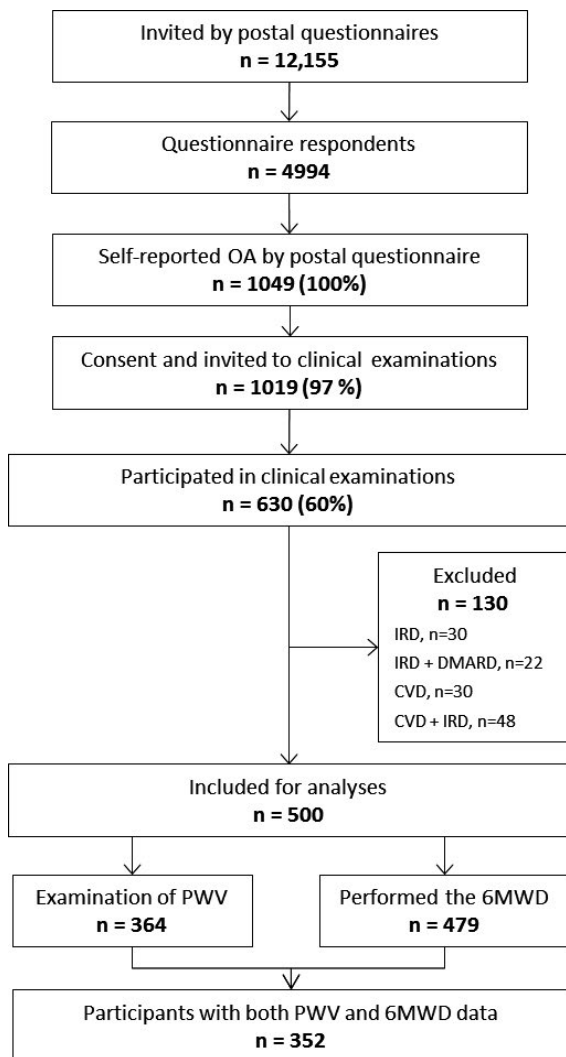 Invited by postal questionnaires
n = 12,155
Questionnaire respondents
n = 4994
Self-reported OA by postal questionnaire
n = 1049 (100%)
Consent and invited to clinical examinations
n = 1019 (97 %)
Participated in clinical examinations
n = 630 (60%)
Excluded
n = 130
IRD, n=30
IRD + DMARD, n=22
CVD, n=30
CVD + IRD, n=48
Included for analyses
n = 500
Examination of PWV
n = 364
Performed the 6MWD
n = 479
Participants with both PWV and 6MWD data
n = 352